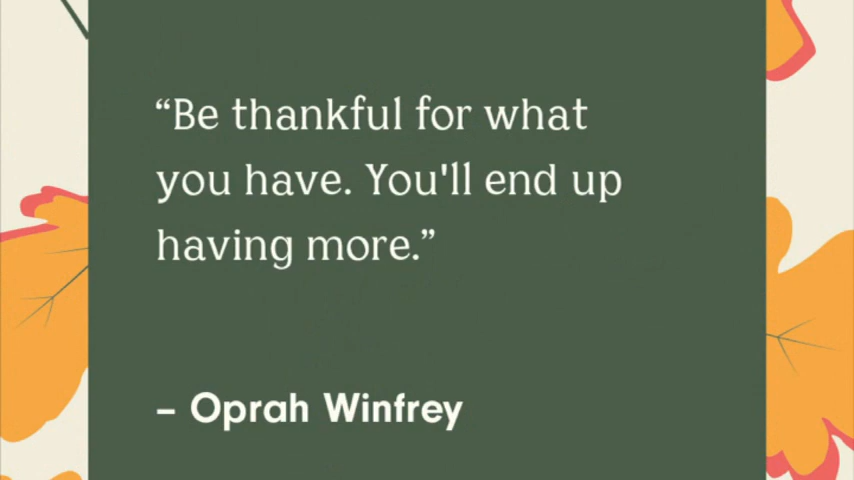 “Be thankful for what
you have. You'll end up
having more.”
– Oprah Winfrey